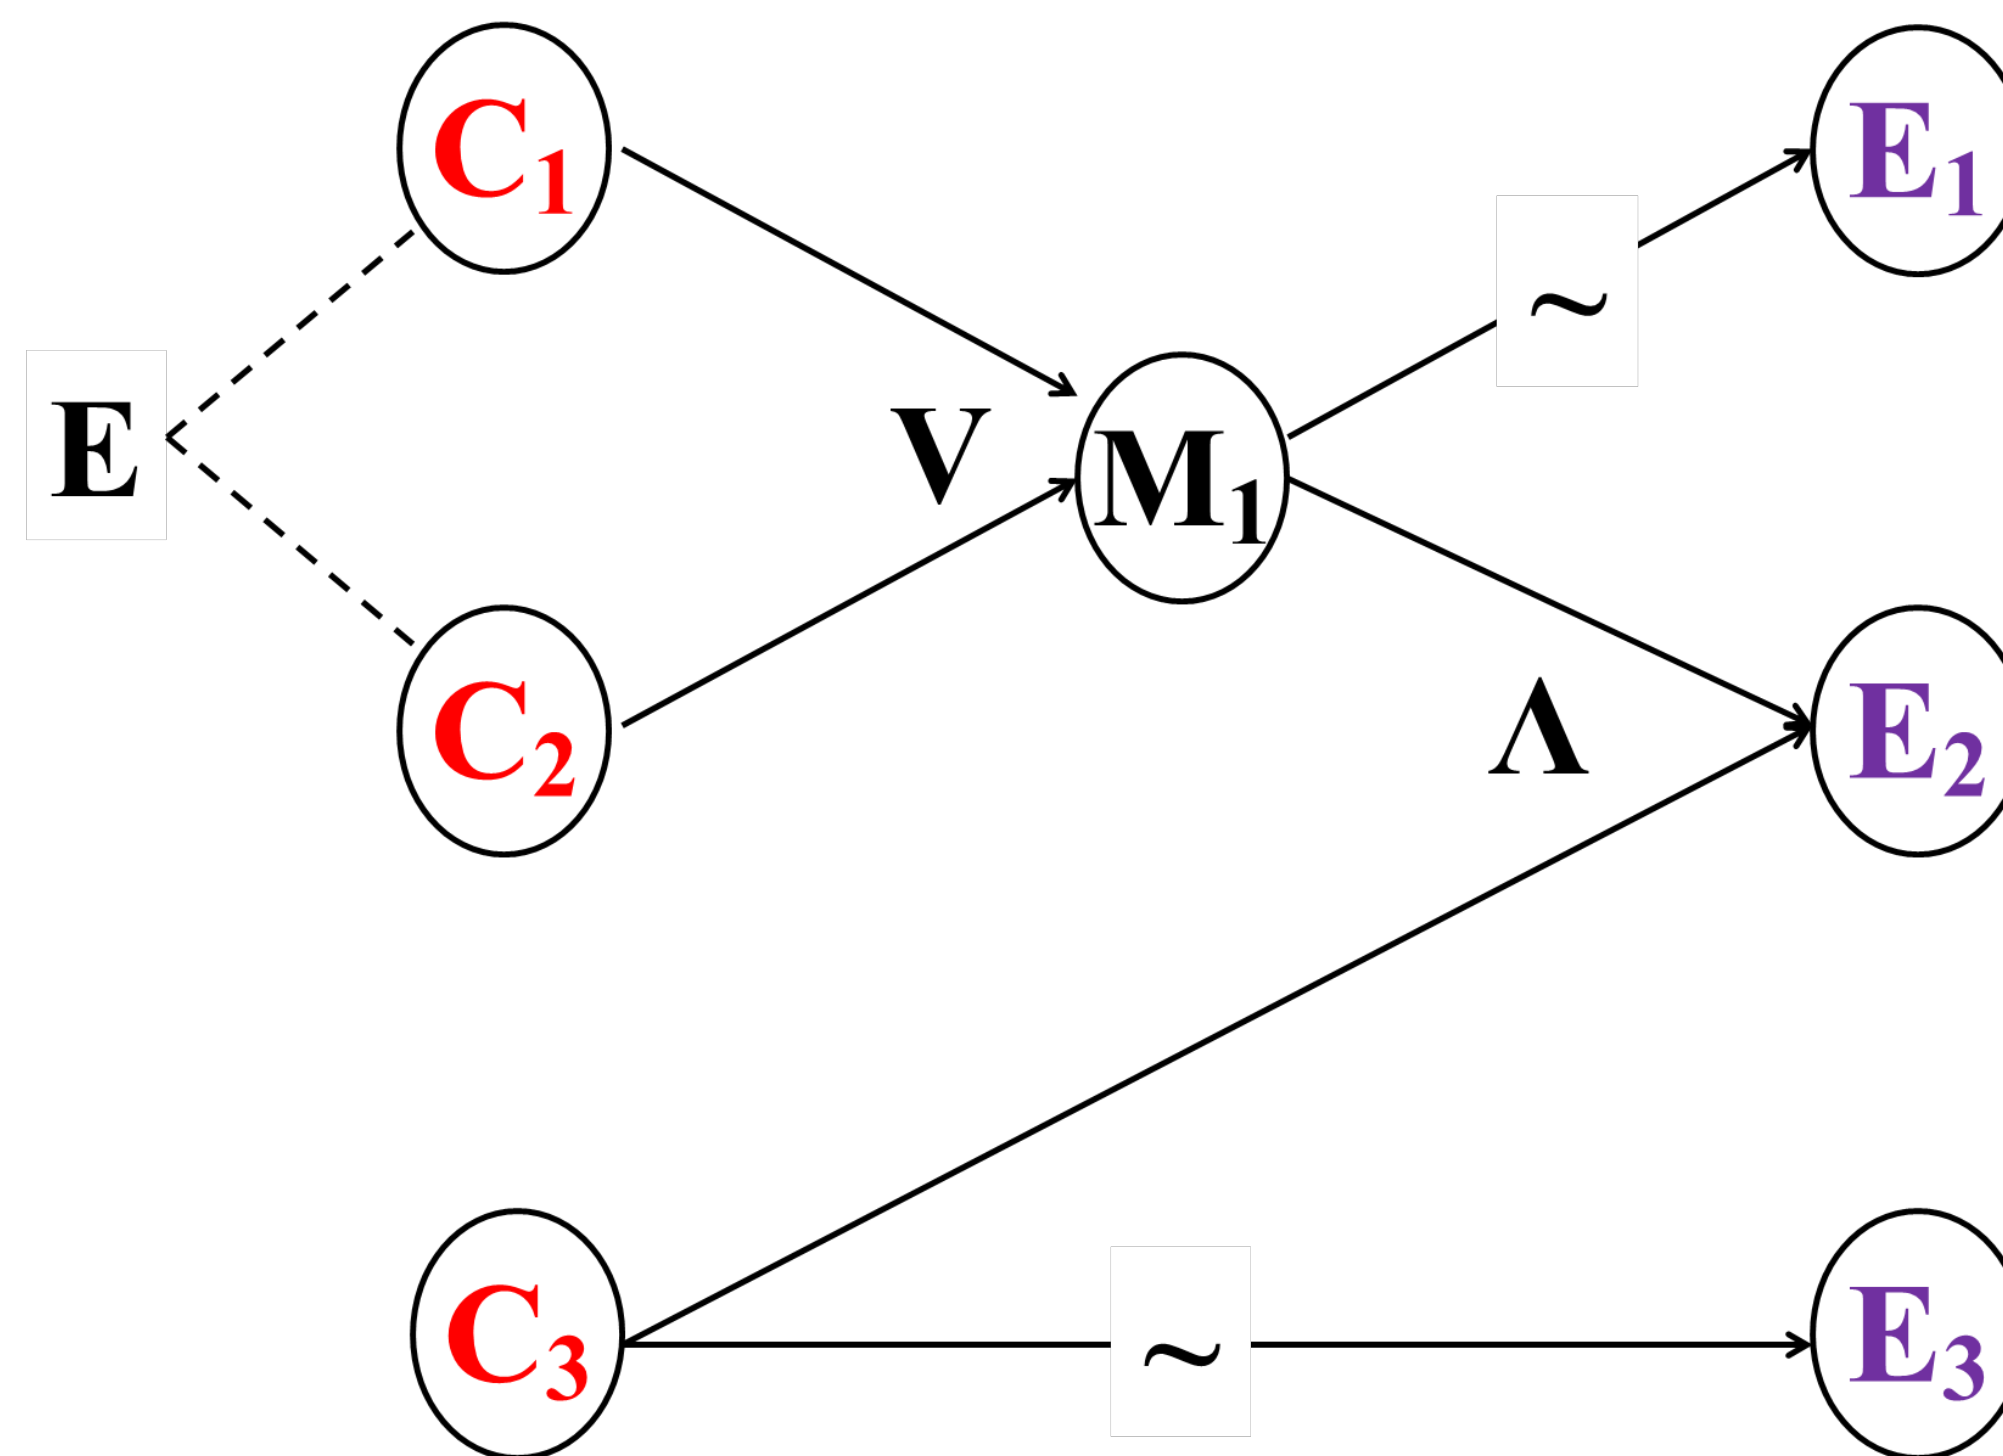 C₁
E₁
~
E
V
M₁
C₂
E₂
Λ
C₃
~
E₃